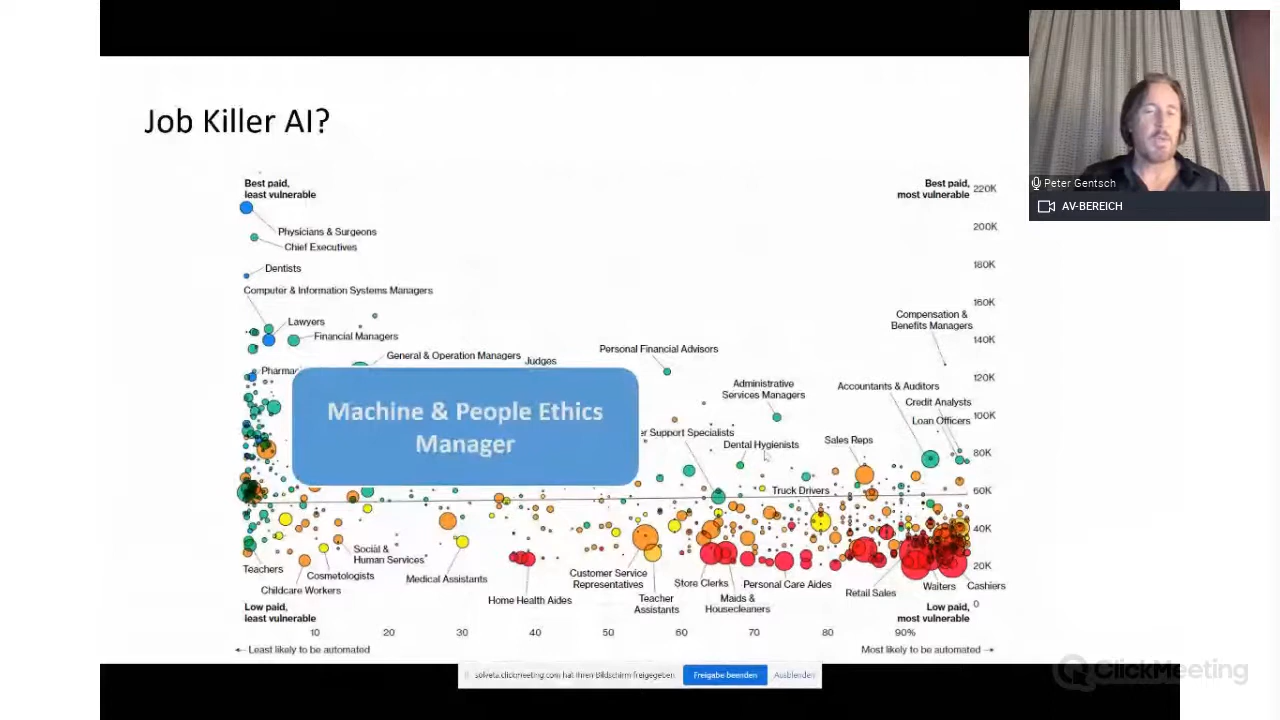 Job Killer AI?
Best paid,
least vulnerable
Physicians & Surgeons
Chief Executives
Dentists
Computer & Information Systems Managers
Lawyers
Financial Managers
General & Operation Managers
Judges
Pharmac
Machine & People Ethics
Manager
Personal Financial Advisors
Administrative
Services Managers
er Support Specialists
Dental Hygienists
Sales Reps
Truck Drivers
Best paid,
most vulnerable
Compensation &
Benefits Managers
Accountants & Auditors
Credit Analysts
Loan Officers
220K
200K
180K
160K
140K
120K
100K
80K
60K
40K
20K
0
Teachers
Childcare Workers
Cosmetologists
Social &
Human Services
Medical Assistants
Home Health Aides
Customer Service
Representatives
Teacher
Assistants
Store Clerks
Maids &
Housecleaners
Personal Care Aides
Retail Sales
Waiters
Cashiers
Low paid,
least vulnerable
Low paid,
most vulnerable
10
20
30
40
50
60
70
80
90%
← Least likely to be automated
Most likely to be automated →
Peter Gentsch
AV-BEREICH
solveta.clickmeeting.com hat Ihren Bildschirm freigegeben.
Freigabe beenden
Ausblenden
ClickMeeting